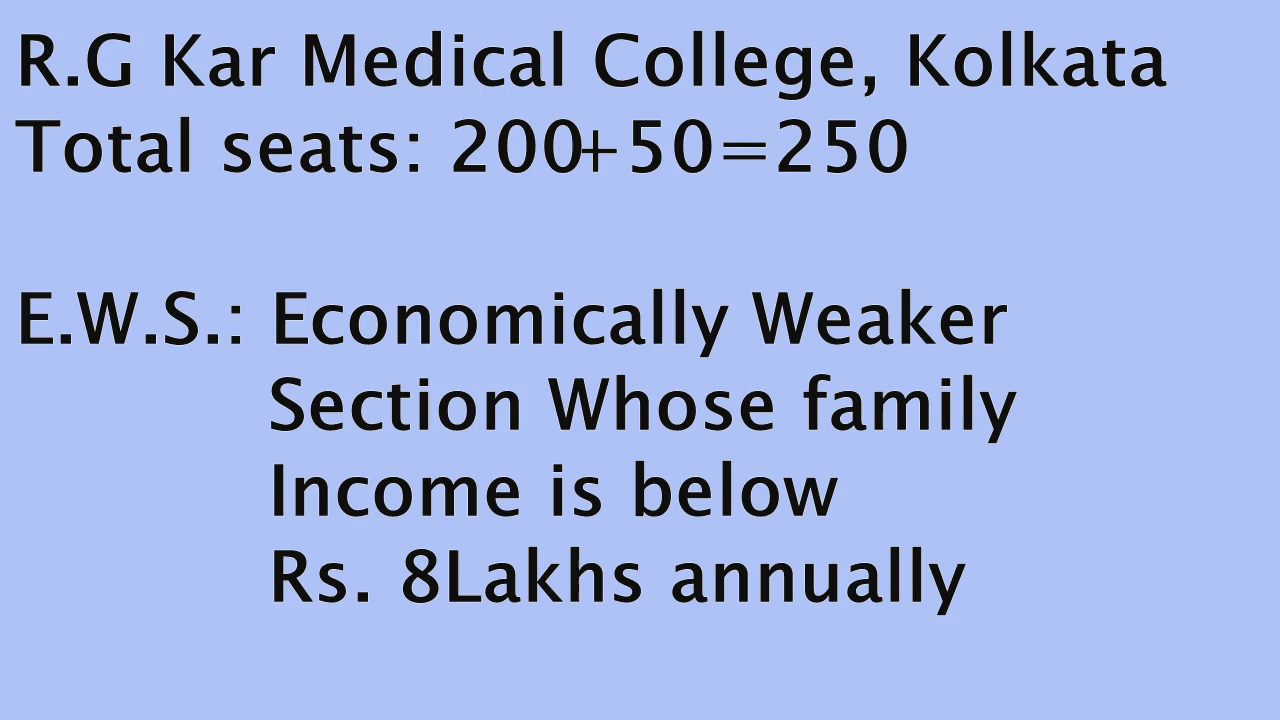 R.G Kar Medical College, Kolkata
Total seats: 200+50=250
E.W.S.: Economically Weaker
Section Whose family
Income is below
Rs. 8Lakhs annually